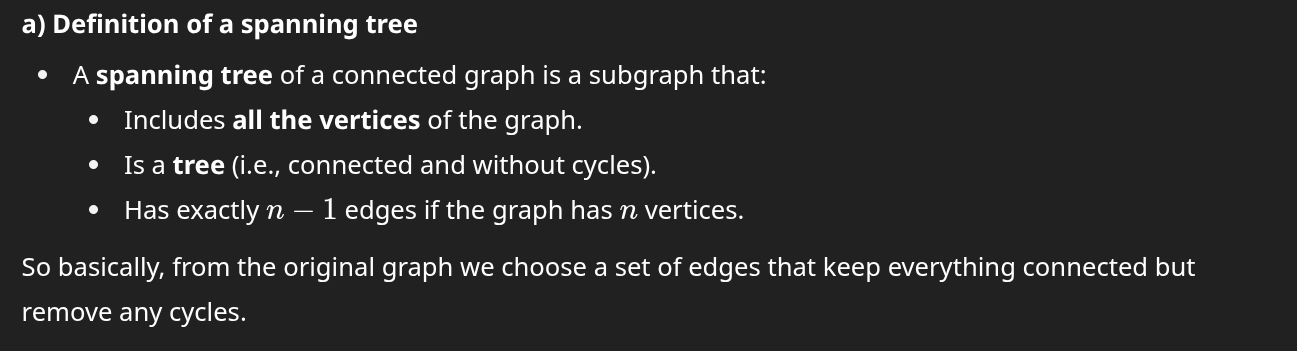 a) Definition of a spanning tree
• A spanning tree of a connected graph is a subgraph that:
• Includes all the vertices of the graph.
• Is a tree (i.e., connected and without cycles).
• Has exactly n − 1 edges if the graph has n vertices.
So basically, from the original graph we choose a set of edges that keep everything connected but
remove any cycles.